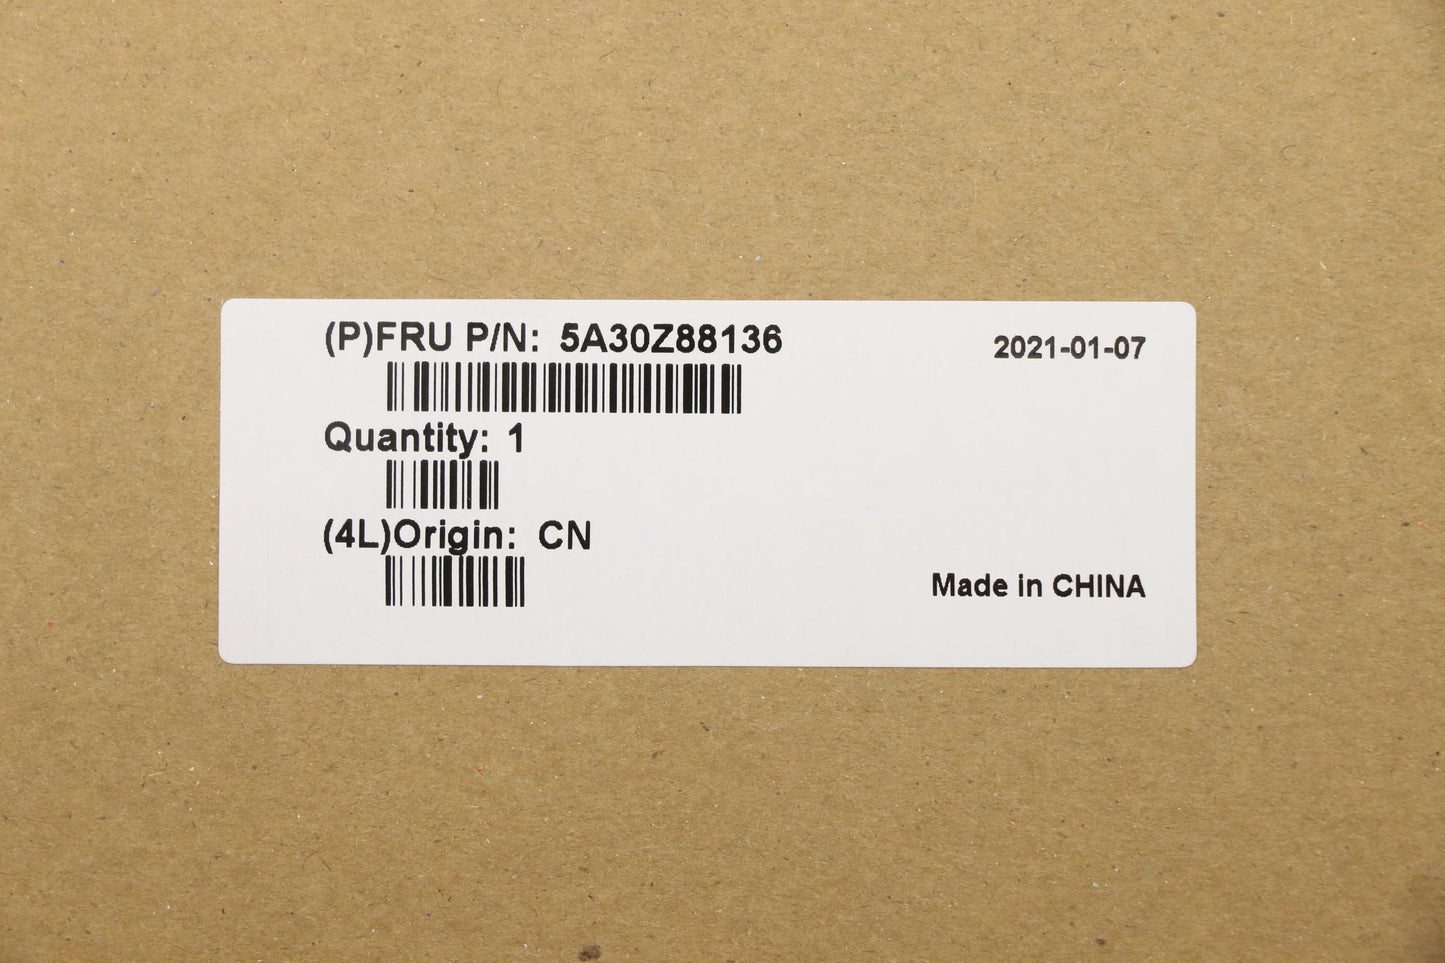 (P)FRU P/N: 5A30Z88136
2021-01-07
Quantity: 1
(4L)Origin: CN
Made in CHINA